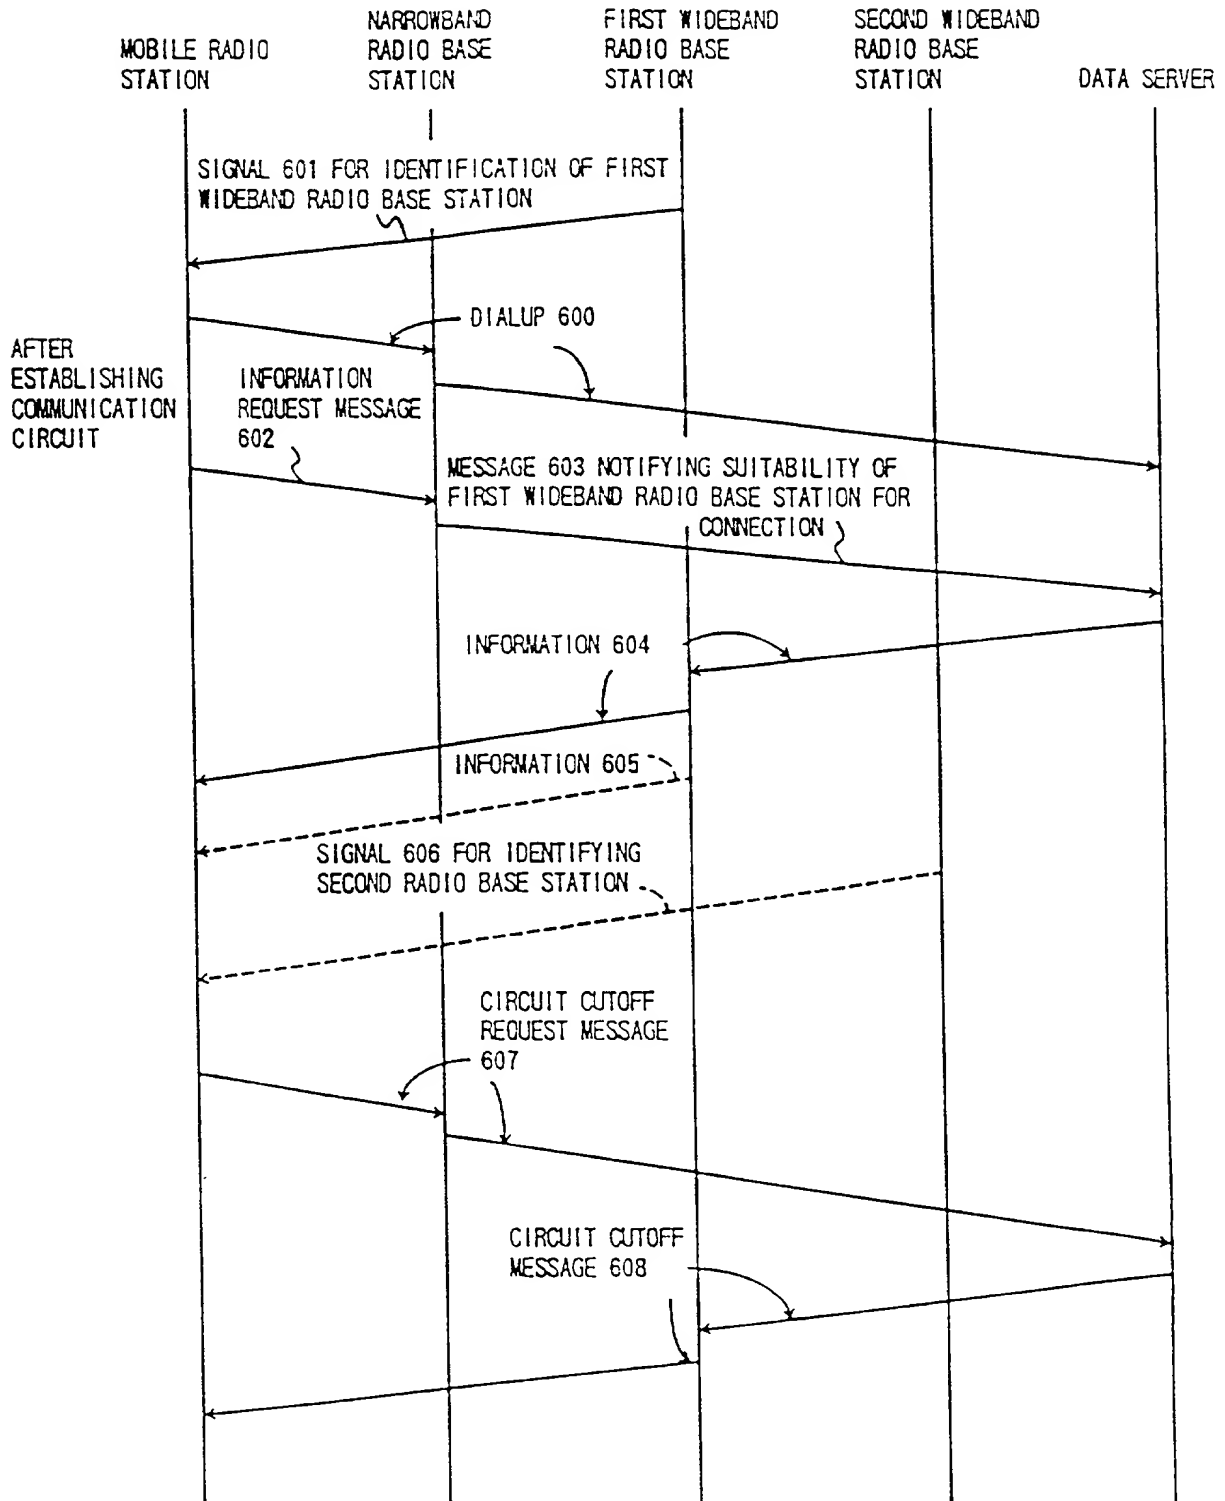 MOBILE RADIO
STATION
NARROWBAND
RADIO BASE
STATION
FIRST WIDEBAND
RADIO BASE
STATION
SECOND WIDEBAND
RADIO BASE
STATION
DATA SERVER
SIGNAL 601 FOR IDENTIFICATION OF FIRST
WIDEBAND RADIO BASE STATION
DIALUP 600
AFTER
ESTABLISHING
COMMUNICATION
CIRCUIT
INFORMATION
REQUEST MESSAGE
602
MESSAGE 603 NOTIFYING SUITABILITY OF
FIRST WIDEBAND RADIO BASE STATION FOR
CONNECTION
INFORMATION 604
INFORMATION 605
SIGNAL 606 FOR IDENTIFYING
SECOND RADIO BASE STATION
CIRCUIT CUTOFF
REQUEST MESSAGE
607
CIRCUIT CUTOFF
MESSAGE 608